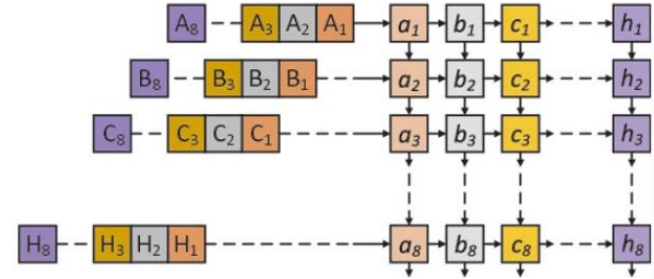 A₈ A₃ A₂ A₁ a₁ b₁ c₁ h₁
B₈ B₃ B₂ B₁ a₂ b₂ c₂ h₂
C₈ C₃ C₂ C₁ a₃ b₃ c₃ h₃
H₈ H₃ H₂ H₁ a₈ b₈ c₈ h₈